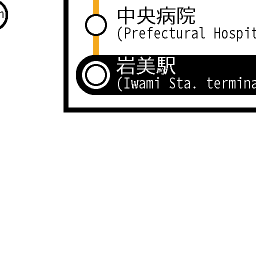 中央病院
(Prefectural Hospit
岩美駅
(Iwami Sta. termina